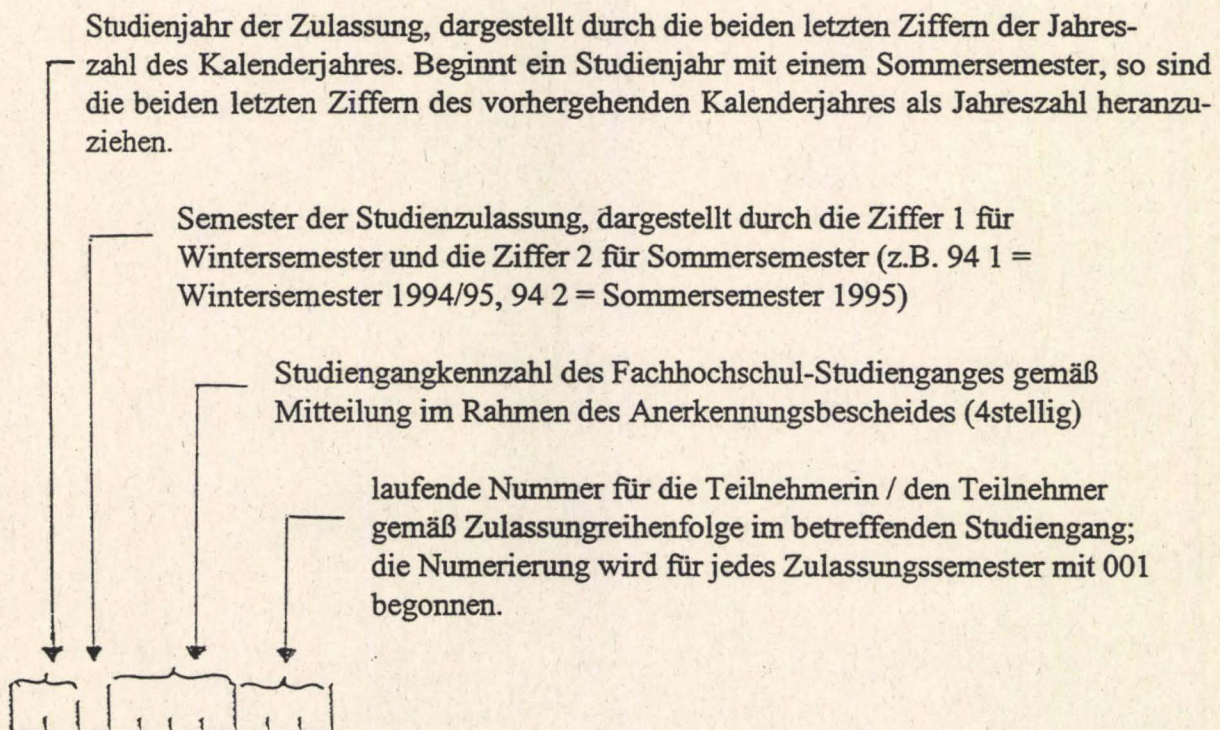 Studienjahr der Zulassung, dargestellt durch die beiden letzten Ziffern der Jahres-
zahl des Kalenderjahres. Beginnt ein Studienjahr mit einem Sommersemester, so sind
die beiden letzten Ziffern des vorhergehenden Kalenderjahres als Jahreszahl heranzu-
ziehen.
Semester der Studienzulassung, dargestellt durch die Ziffer 1 für
Wintersemester und die Ziffer 2 für Sommersemester (z.B. 94 1 =
Wintersemester 1994/95, 94 2 = Sommersemester 1995)
Studiengangkennzahl des Fachhochschul-Studienganges gemäß
Mitteilung im Rahmen des Anerkennungsbescheides (4stellig)
laufende Nummer für die Teilnehmerin / den Teilnehmer
gemäß Zulassungreihenfolge im betreffenden Studiengang;
die Numerierung wird für jedes Zulassungssemester mit 001
begonnen.